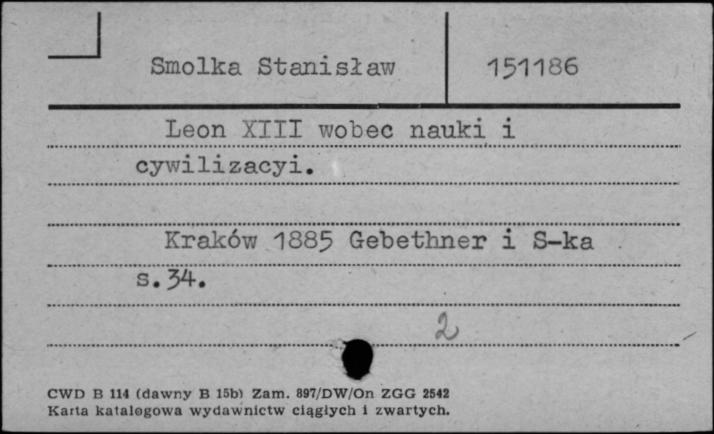 Smolka Stanisław 151186
Leon XIII wobec nauki i
cywilizacyi.
Kraków 1885 Gebethner i S-ka
s.34.
2
CWD B 114 (dawny B 15b) Zam. 897/DW/On ZGG 2542
Karta katalogowa wydawnictw ciągłych i zwartych.